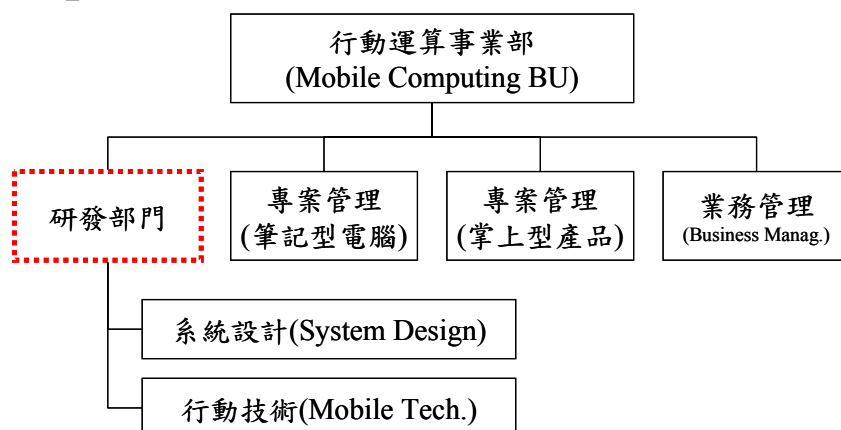 行動運算事業部
(Mobile Computing BU)
研發部門
專案管理
(筆記型電腦)
專案管理
(掌上型產品)
業務管理
(Business Manag.)
系統設計(System Design)
行動技術(Mobile Tech.)